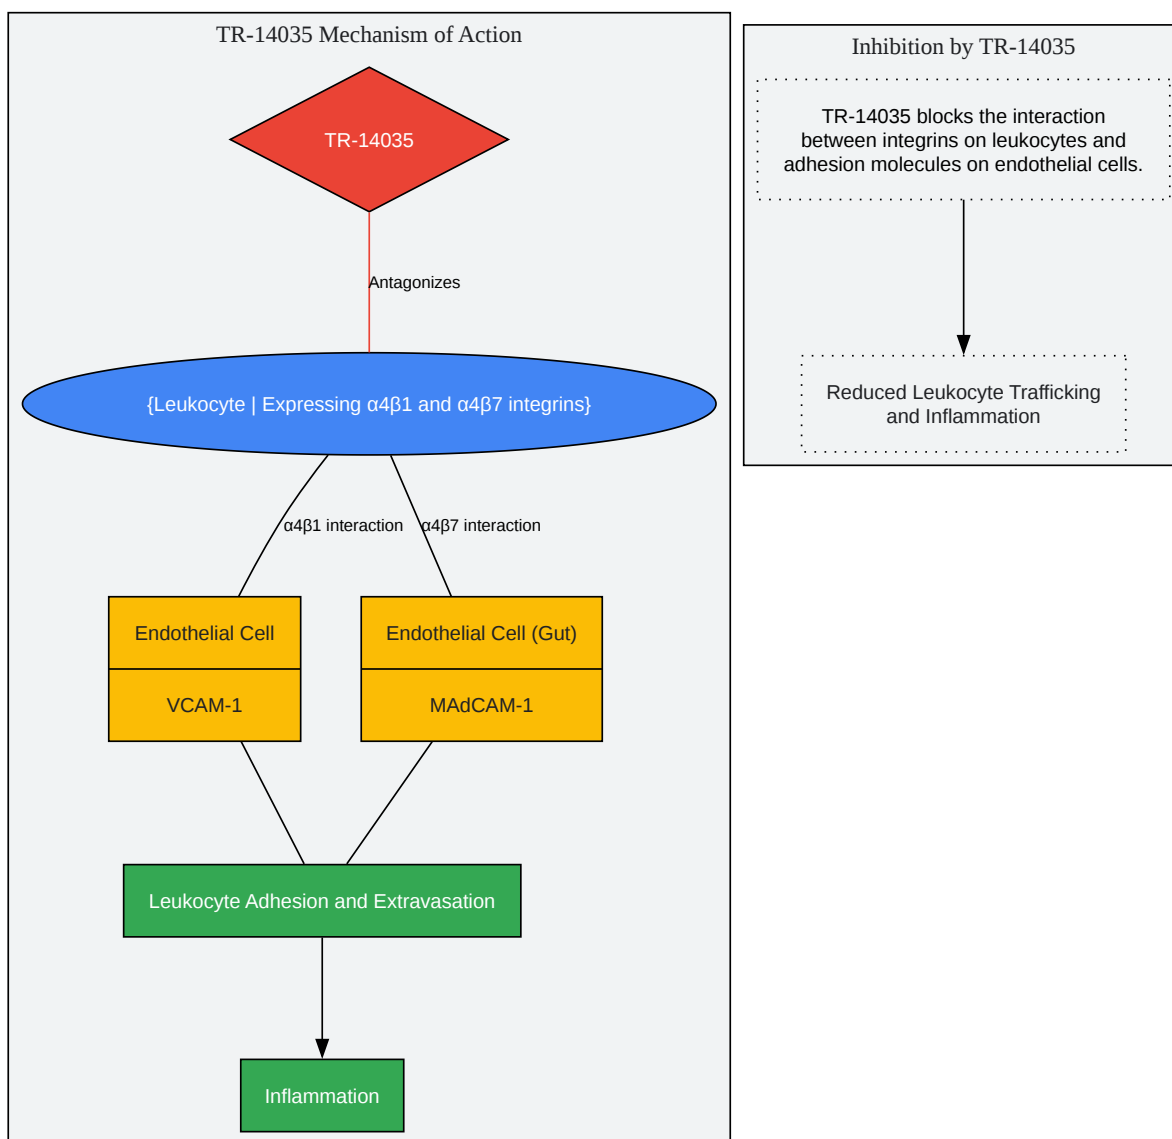 TR-14035 Mechanism of Action
TR-14035
Antagonizes
{Leukocyte | Expressing α4β1 and α4β7 integrins}
α4β1 interaction
α4β7 interaction
Endothelial Cell
VCAM-1
Endothelial Cell (Gut)
MAdCAM-1
Leukocyte Adhesion and Extravasation
Inflammation
Inhibition by TR-14035
TR-14035 blocks the interaction
between integrins on leukocytes and
adhesion molecules on endothelial cells.
Reduced Leukocyte Trafficking
and Inflammation